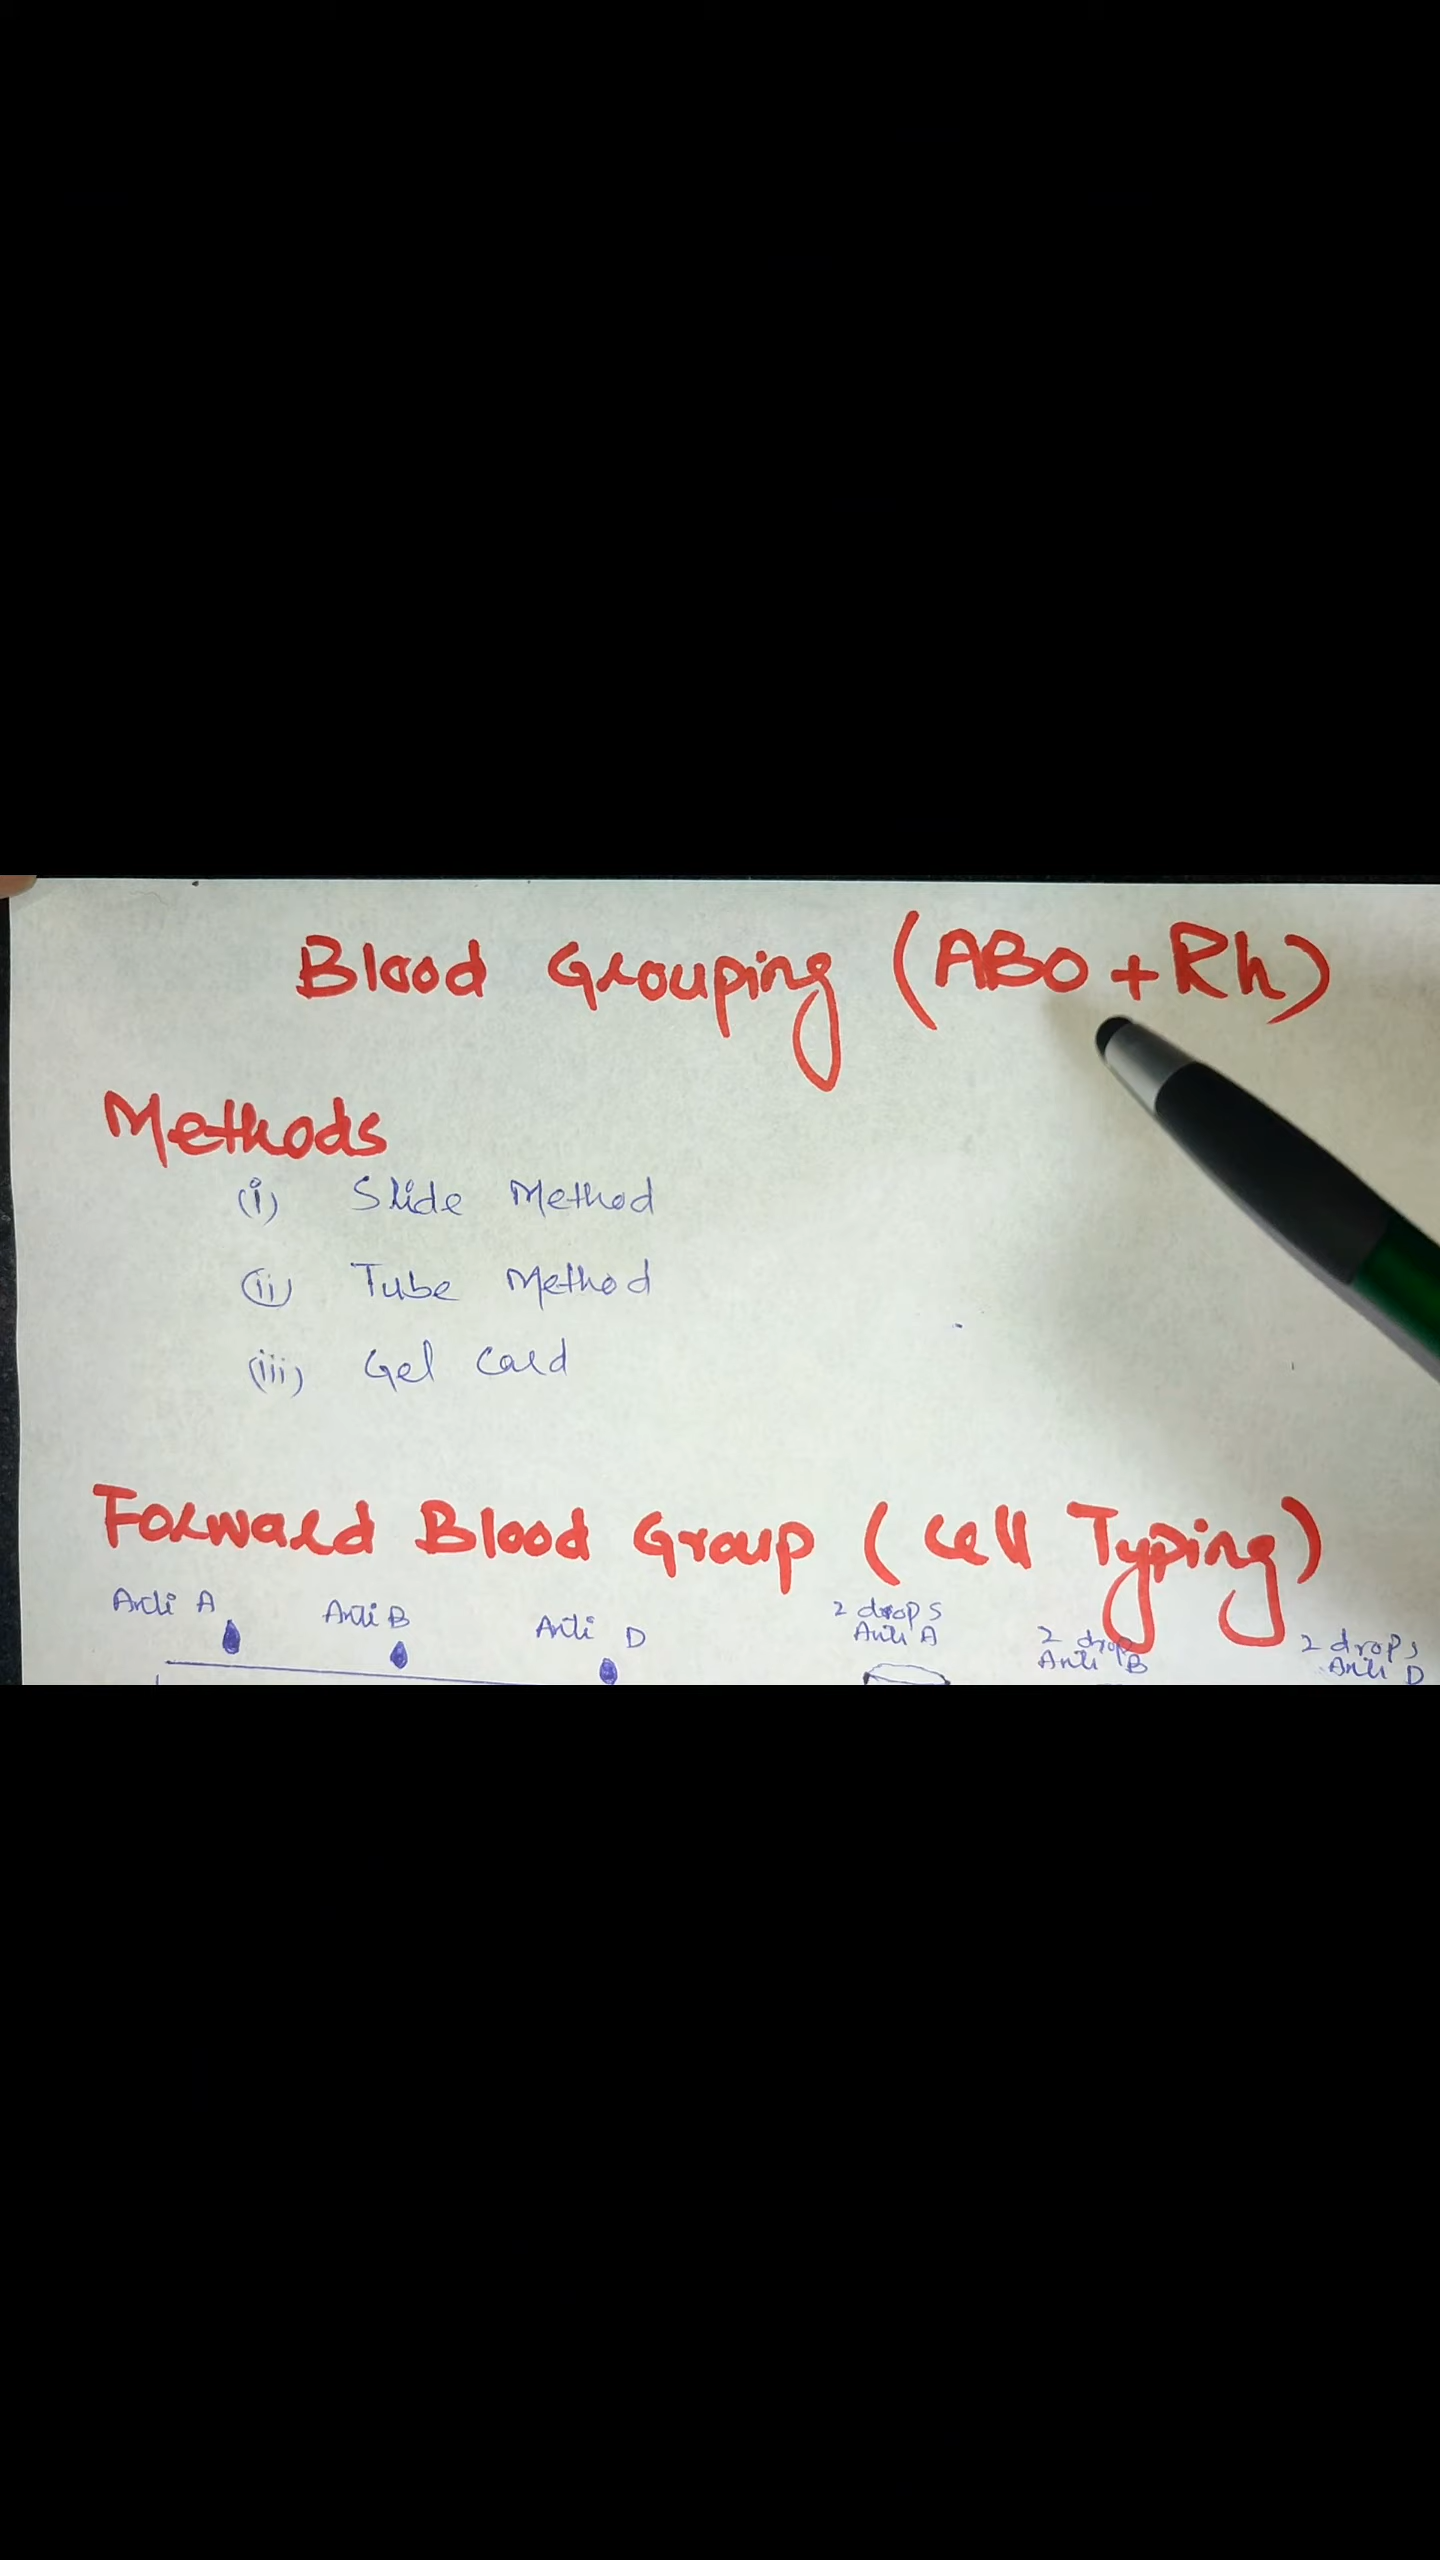 Blood Grouping (ABO+Rh)
Methods
(i) Slide Method
(ii) Tube Method
(iii) Gel Card
Forward Blood Group (Cell Typing)
Anti A Anti B Anti D
2 drops Anti A
2 drops Anti B
2 drops Anti D